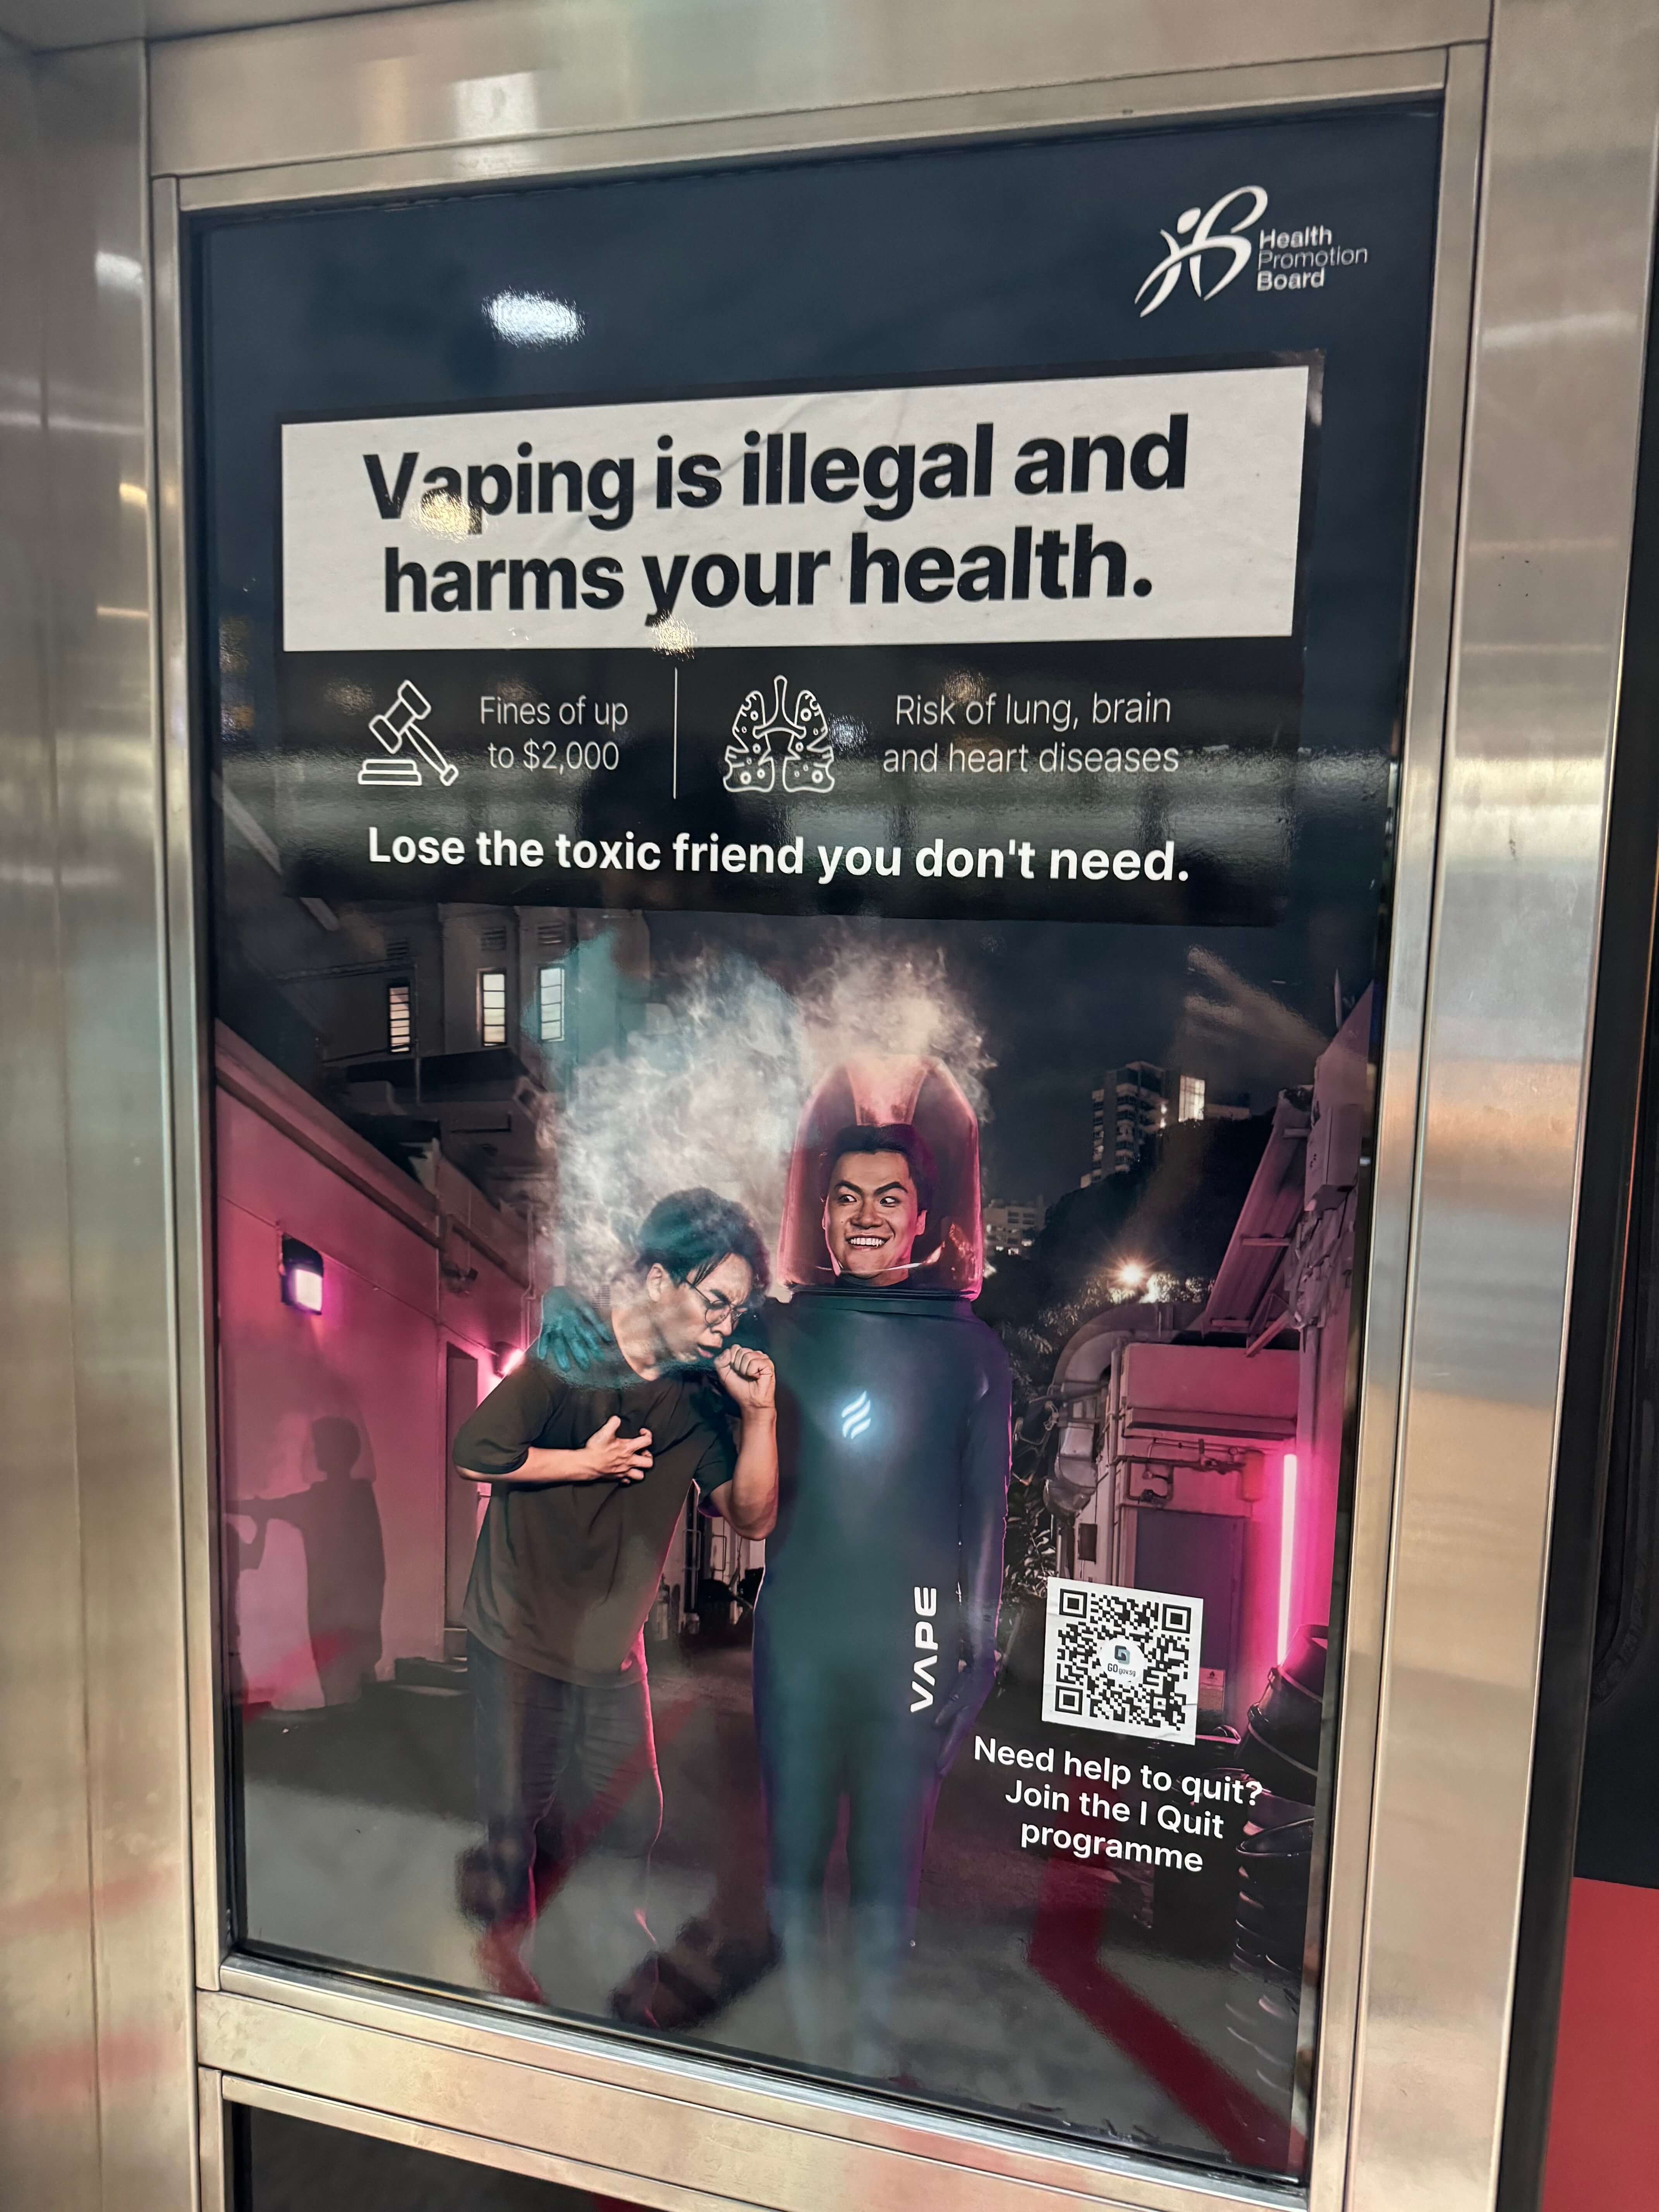 Health
Promotion
Board
Vaping is illegal and
harms your health.
Fines of up
to $2,000
Risk of lung, brain
and heart diseases
Lose the toxic friend you don't need.
VAPE
GO gov.sg
Need help to quit?
Join the I Quit
programme